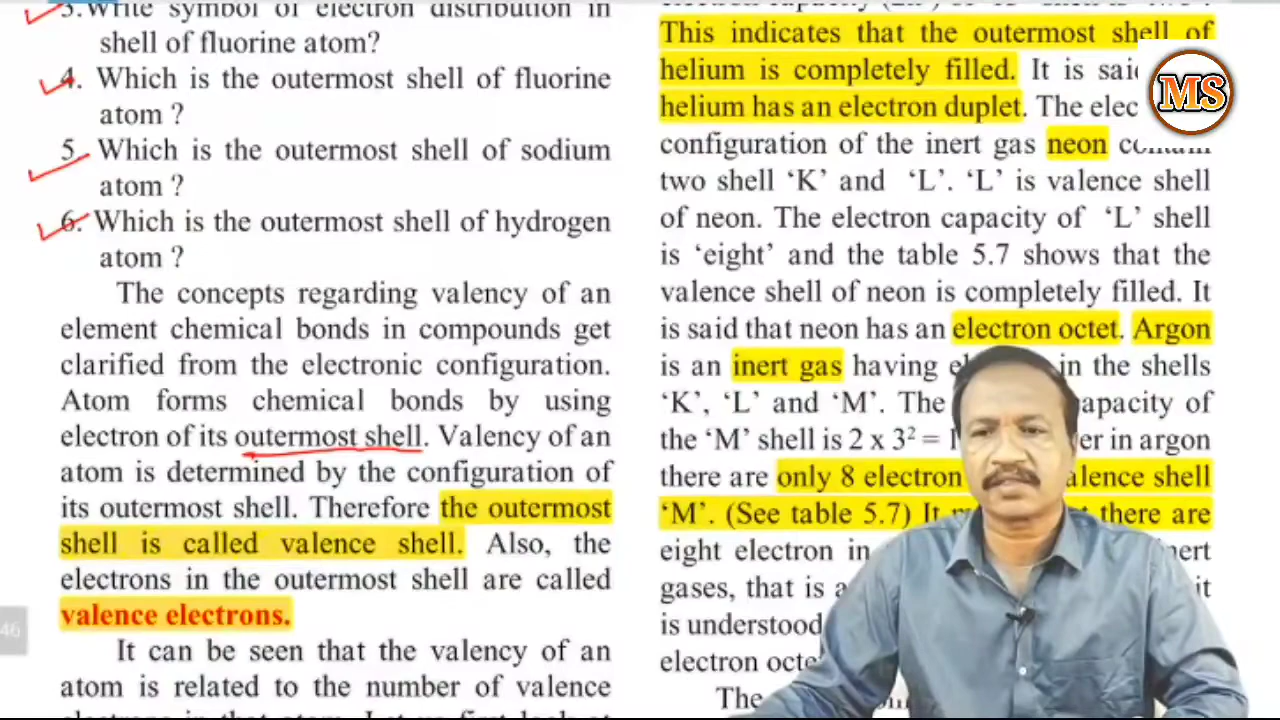 3. Write symbol of electron distribution in
shell of fluorine atom?
4. Which is the outermost shell of fluorine
atom ?
5. Which is the outermost shell of sodium
atom ?
6. Which is the outermost shell of hydrogen
atom ?
The concepts regarding valency of an
element chemical bonds in compounds get
clarified from the electronic configuration.
Atom forms chemical bonds by using
electron of its outermost shell. Valency of an
atom is determined by the configuration of
its outermost shell. Therefore the outermost
shell is called valence shell. Also, the
electrons in the outermost shell are called
valence electrons.
It can be seen that the valency of an
atom is related to the number of valence
46
This indicates that the outermost shell of
helium is completely filled. It is
helium has an electron duplet. The
configuration of the inert gas neon
two shell ‘K’ and ‘L’. ‘L’ is valence shell
of neon. The electron capacity of ‘L’ shell
is ‘eight’ and the table 5.7 shows that the
valence shell of neon is completely filled. It
is said that neon has an electron octet. Argon
is an inert gas having in the shells
‘K’, ‘L’ and ‘M’. The
the ‘M’ shell is 2 x 3² = in argon
there are only 8 electron shell
‘M’. (See table 5.7) It there are
eight electron in
gases, that is
is understood
electron
The
MS